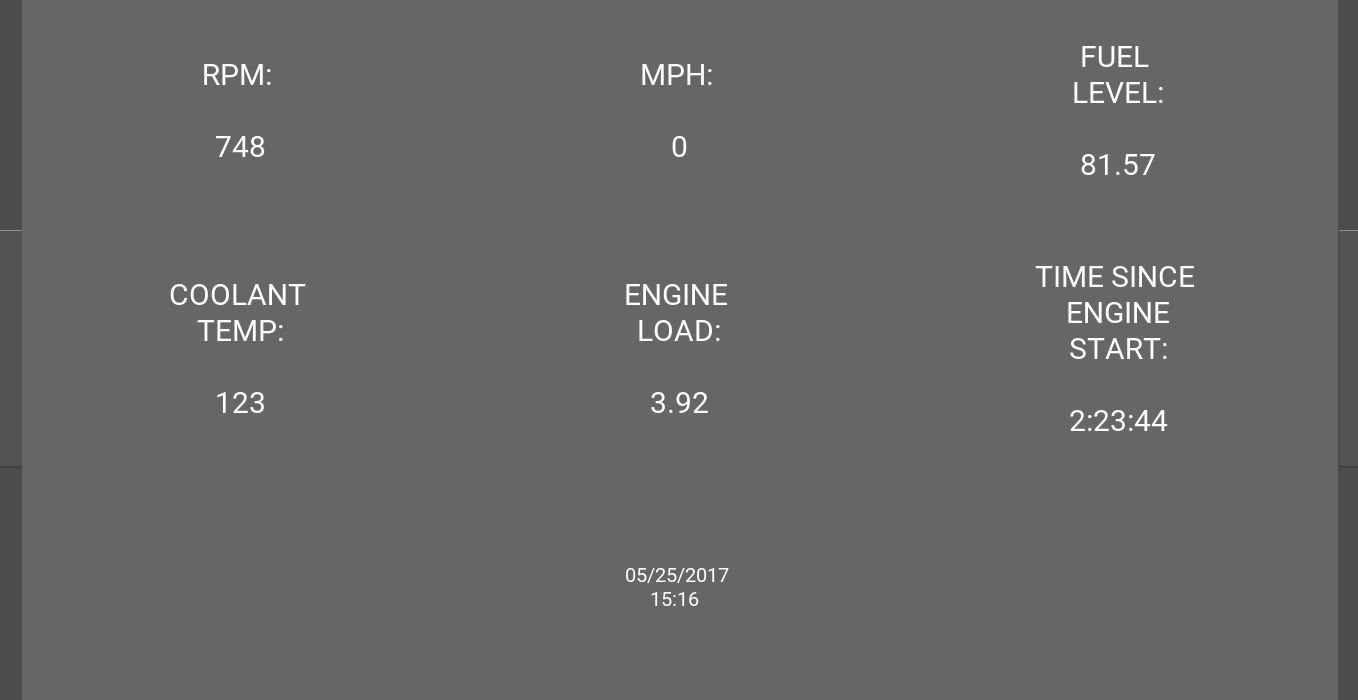 RPM:
748
MPH:
0
FUEL
LEVEL:
81.57
COOLANT
TEMP:
123
ENGINE
LOAD:
3.92
TIME SINCE
ENGINE
START:
2:23:44
05/25/2017
15:16